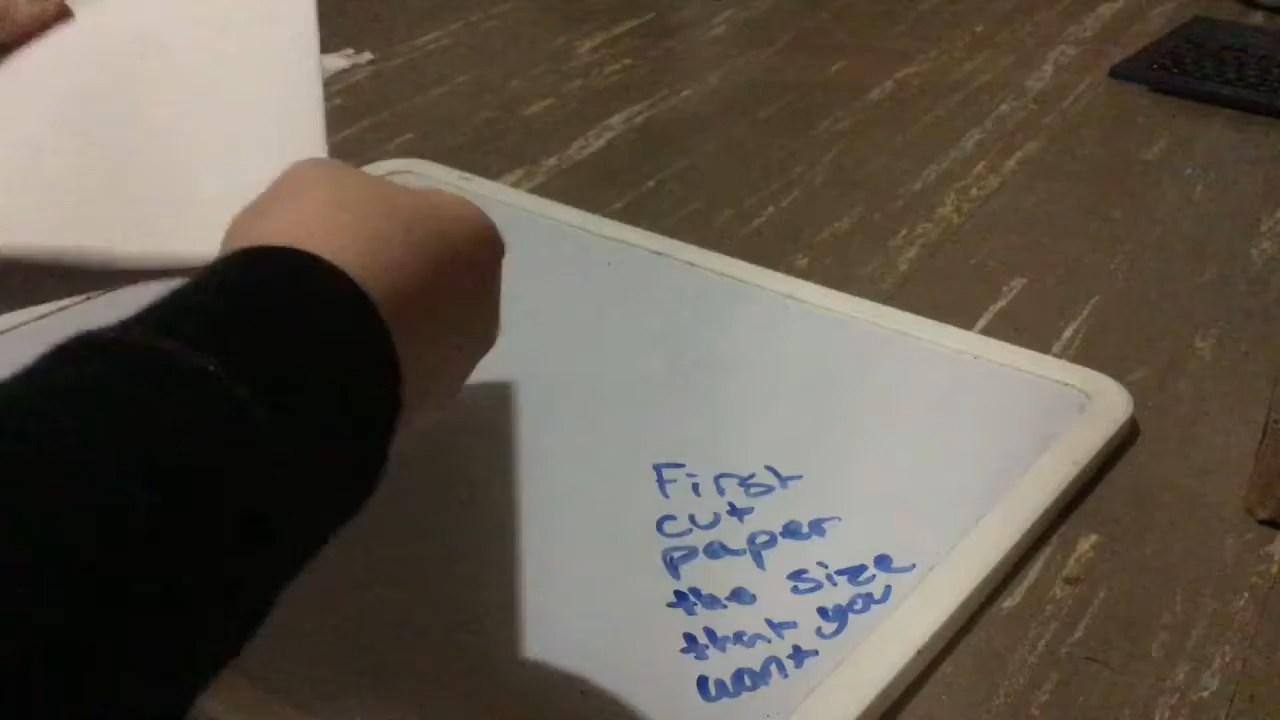 First
cut
paper
the size
that you
want